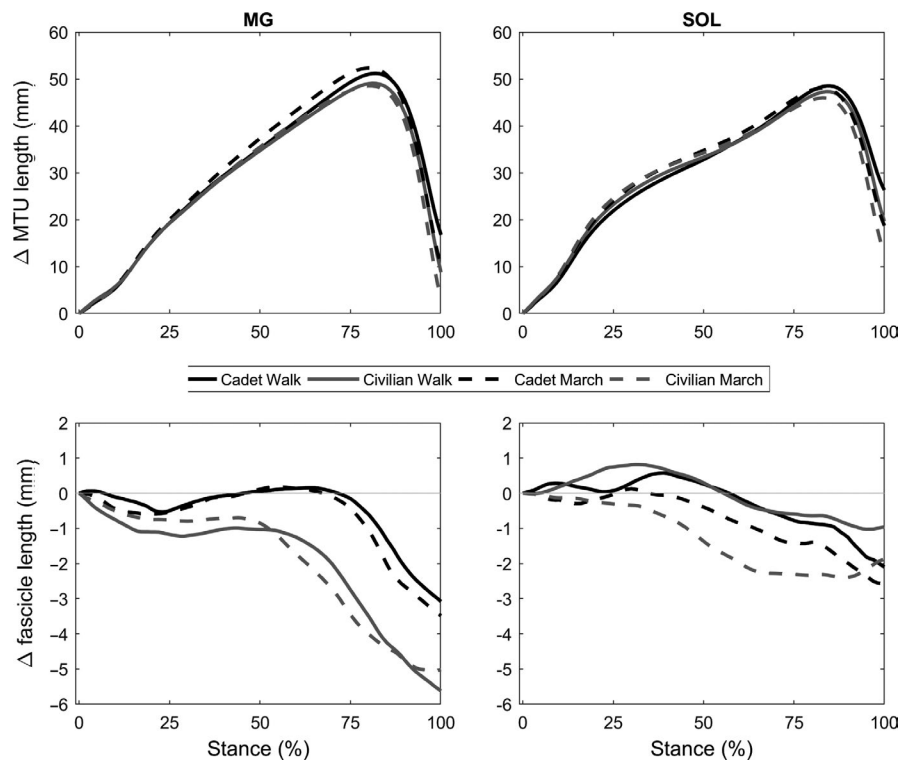 MG
SOL
Δ MTU length (mm)
60
50
40
30
20
10
0
0 25 50 75 100
60
50
40
30
20
10
0
0 25 50 75 100
Cadet Walk Civilian Walk Cadet March Civilian March
Δ fascicle length (mm)
2
1
0
-1
-2
-3
-4
-5
-6
0 25 50 75 100
Stance (%)
2
1
0
-1
-2
-3
-4
-5
-6
0 25 50 75 100
Stance (%)